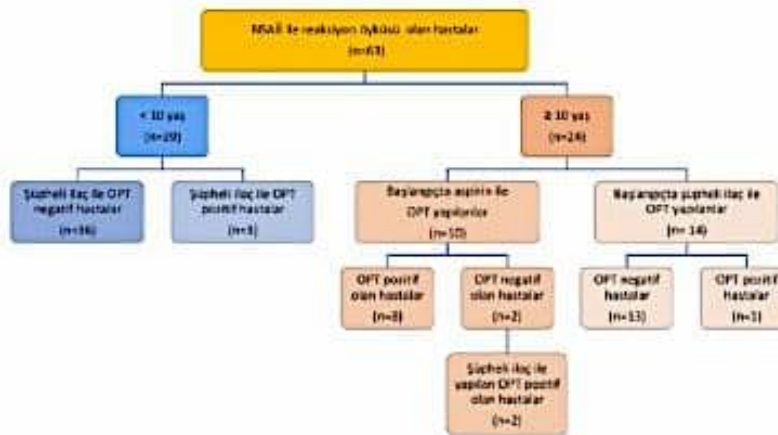 NSAİİ ile reaksiyon öyküsü olan hastalar
(n=63)
< 10 yaş
(n=39)
≥ 10 yaş
(n=24)
Şüpheli ilaç ile OPT
negatif hastalar
(n=36)
Şüpheli ilaç ile OPT
pozitif hastalar
(n=3)
Başlangıçta aspirin ile
OPT yapılanlar
(n=10)
Başlangıçta şüpheli ilaç ile
OPT yapılanlar
(n= 14)
OPT pozitif
olan hastalar
(n=8)
OPT negatif
olan hastalar
(n=2)
OPT negatif
hastalar
(n=13)
OPT pozitif
hastalar
(n=1)
Şüpheli ilaç ile
yapılan OPT pozitif
olan hastalar
(n=2)